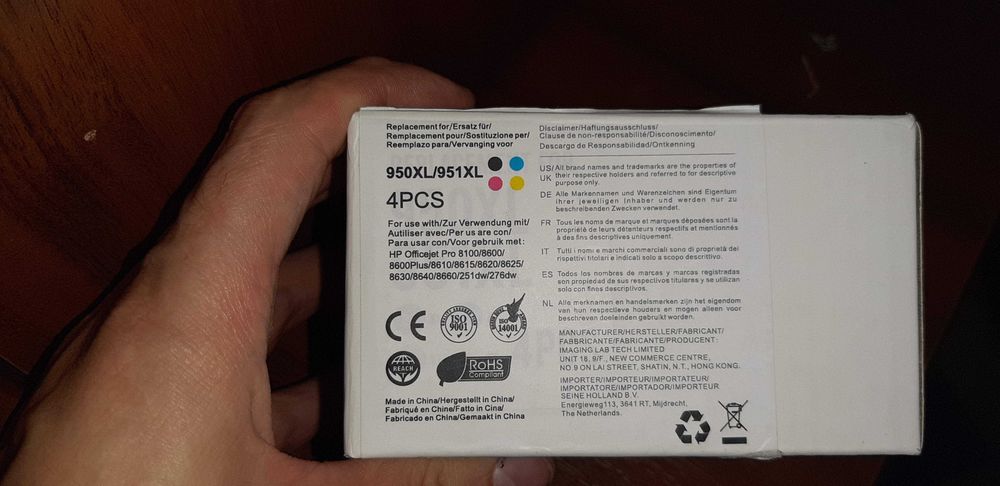 Replacement for/Ersatz für/
Remplacement pour/Sostituzione per/
Reemplazo para/Vervanging voor
950XL/951XL
4PCS
For use with/Zur Verwendung mit/
Autiliser avec/Per us are con/
Para usar con/Voor gebruik met:
HP Officejet Pro 8100/8600/
8600Plus/8610/8615/8620/8625/
8630/8640/8660/251dw/276dw
CE
ISO
9001
ISO
14001
REACH
RoHS
Compliant
Made in China/Hergestellt in China/
Fabriqué en Chine/Fatto in Cina/
Fabricado en China/Gemaakt in China
Disclaimer/Haftungsausschluss/
Clause de non-responsabilité/Disconoscimento/
Descargo de Responsabilidad/Ontkenning
US/ All brand names and trademarks are the properties of
UK their respective holders and referred to for descriptive
purpose only.
DE Alle Markennamen und Warenzeichen sind Eigentum
ihrer jeweiligen Inhaber und werden nur zu
beschreibenden Zwecken verwendet.
FR Tous les noms de marque et marques déposées sont la
propriété de leurs détenteurs respectifs et mentionnés
à des fins descriptives uniquement.
IT Tutti i nomi e marchi commerciali sono di proprietà dei
rispettivi titolari e indicati solo a scopo descrittivo.
ES Todos los nombres de marcas y marcas registradas
son propiedad de sus respectivos titulares y se utilizan
solo con fines descriptivos.
NL Alle merknamen en handelsmerken zijn het eigendom
van hun respectieve houders en mogen alleen voor
beschreven doeleinden gebruikt worden.
MANUFACTURER/HERSTELLER/FABRICANT/
FABBRICANTE/FABRICANTE/PRODUCENT:
IMAGING LAB TECH LIMITED
UNIT 18, 9/F., NEW COMMERCE CENTRE,
NO.9 ON LAI STREET, SHATIN, N.T., HONG KONG.
IMPORTER/IMPORTEUR/IMPORTATEUR/
IMPORTATORE/IMPORTADOR/IMPORTEUR
SEINE HOLLAND B.V.
Energieweg113, 3641 RT, Mijdrecht,
The Netherlands.